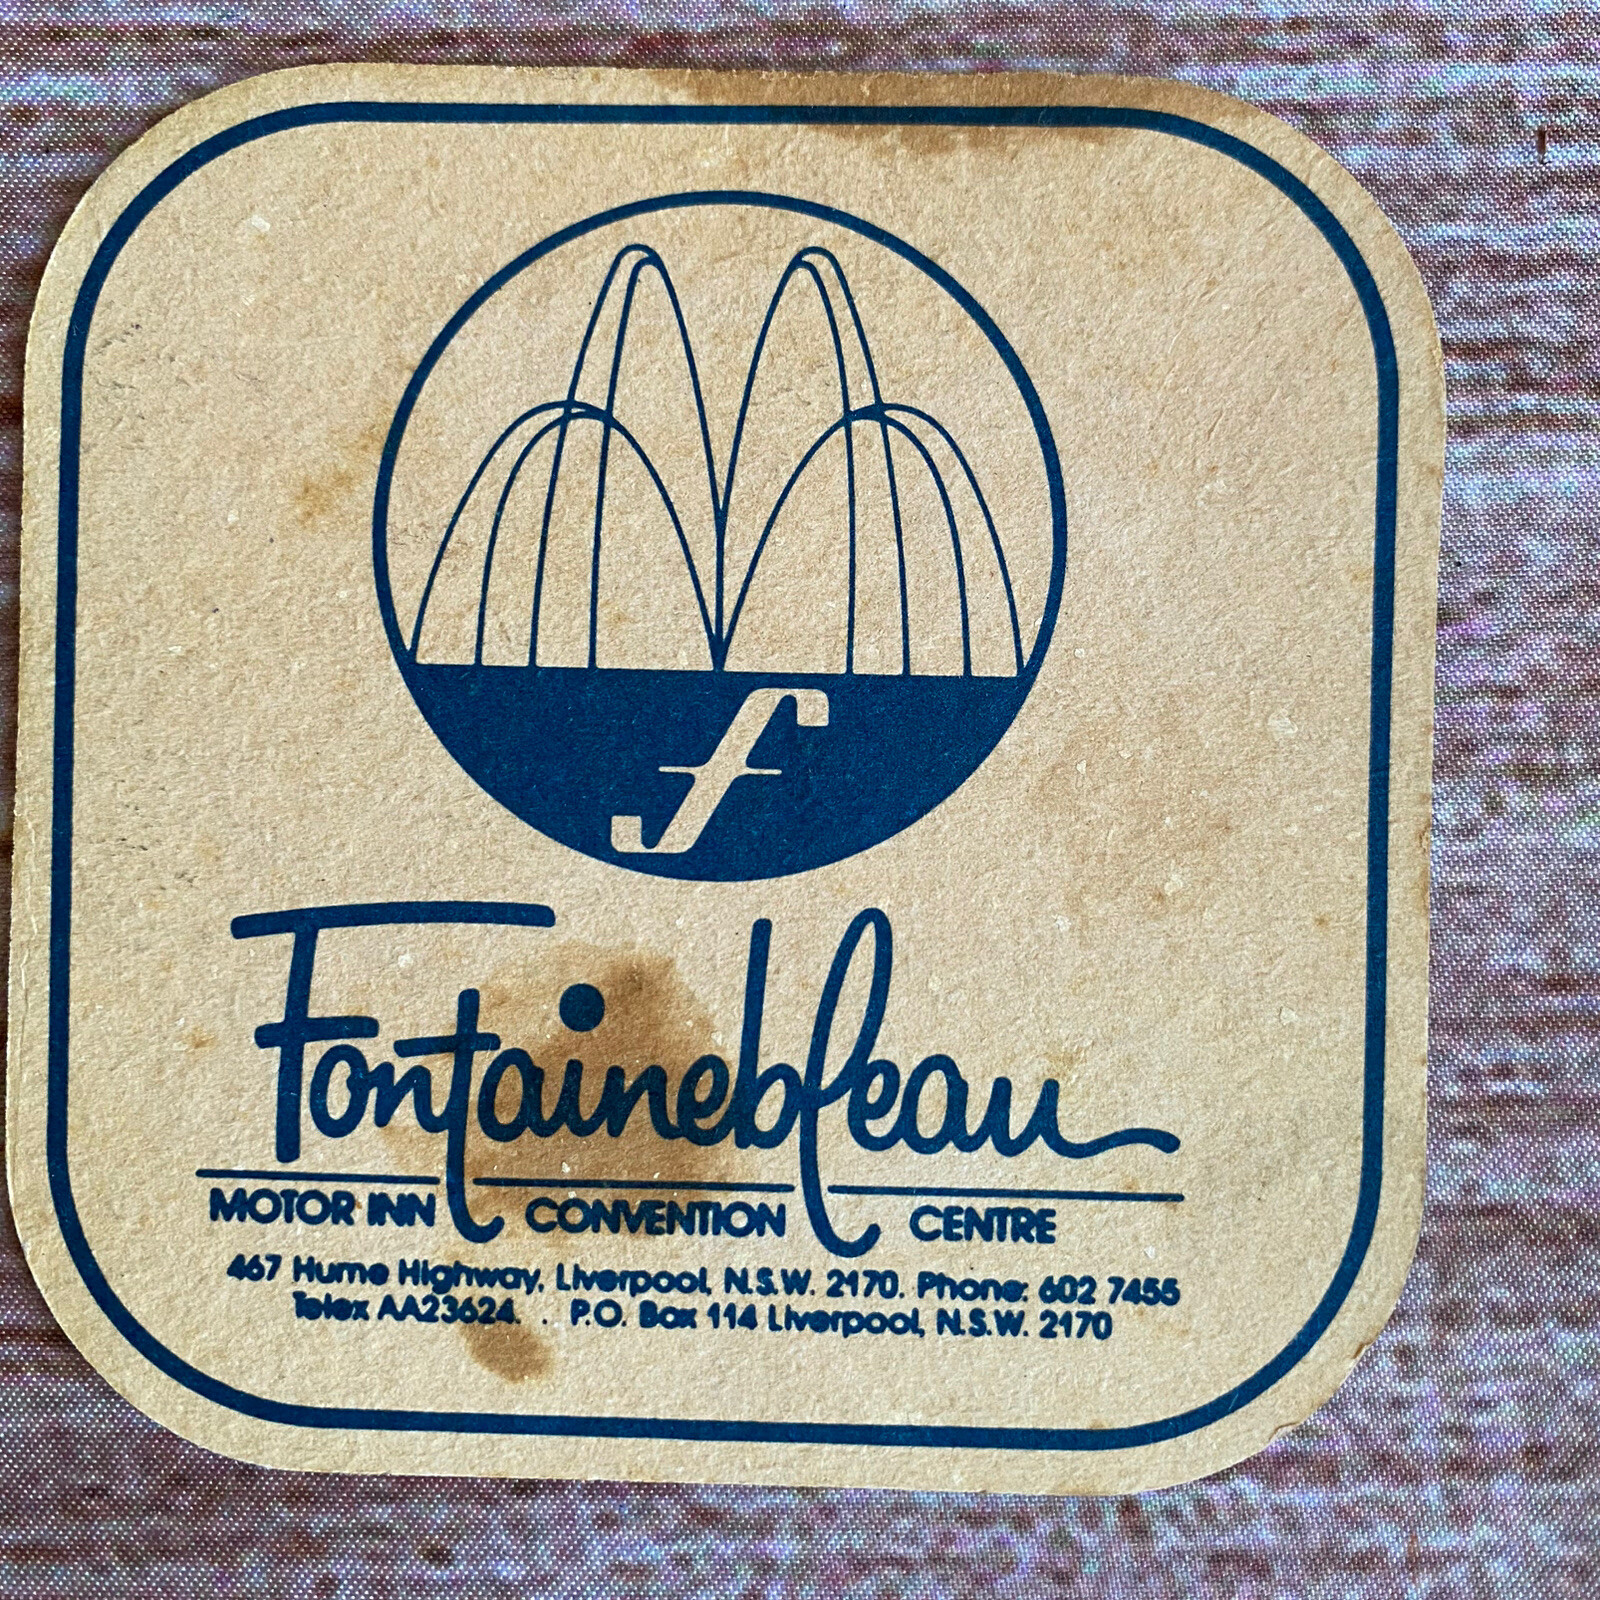 f
Fontainebleau
MOTOR INN CONVENTION CENTRE
467 Hume Highway, Liverpool, N.S.W. 2170. Phone: 602 7455
Telex AA23624. . P.O. Box 114 Liverpool, N.S.W. 2170